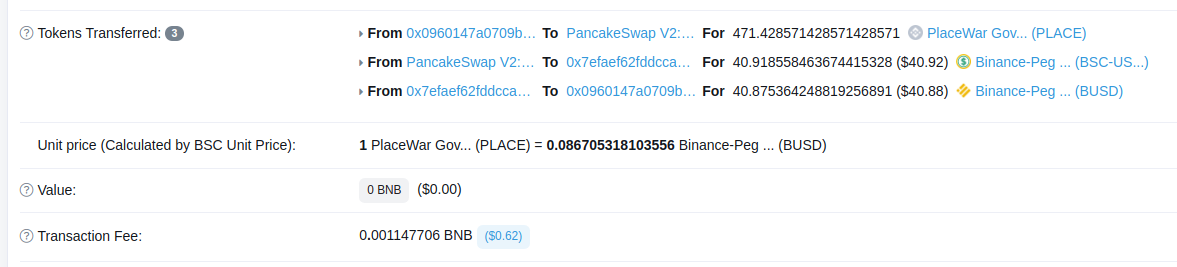 Tokens Transferred: 3
From 0x0960147a0709b... To PancakeSwap V2:... For 471.428571428571428571 PlaceWar Gov... (PLACE)
From PancakeSwap V2:... To 0x7efaef62fddcca... For 40.918558463674415328 ($40.92) Binance-Peg ... (BSC-US...)
From 0x7efaef62fddcca... To 0x0960147a0709b... For 40.875364248819256891 ($40.88) Binance-Peg ... (BUSD)
Unit price (Calculated by BSC Unit Price): 1 PlaceWar Gov... (PLACE) = 0.086705318103556 Binance-Peg ... (BUSD)
Value: 0 BNB ($0.00)
Transaction Fee: 0.001147706 BNB ($0.62)